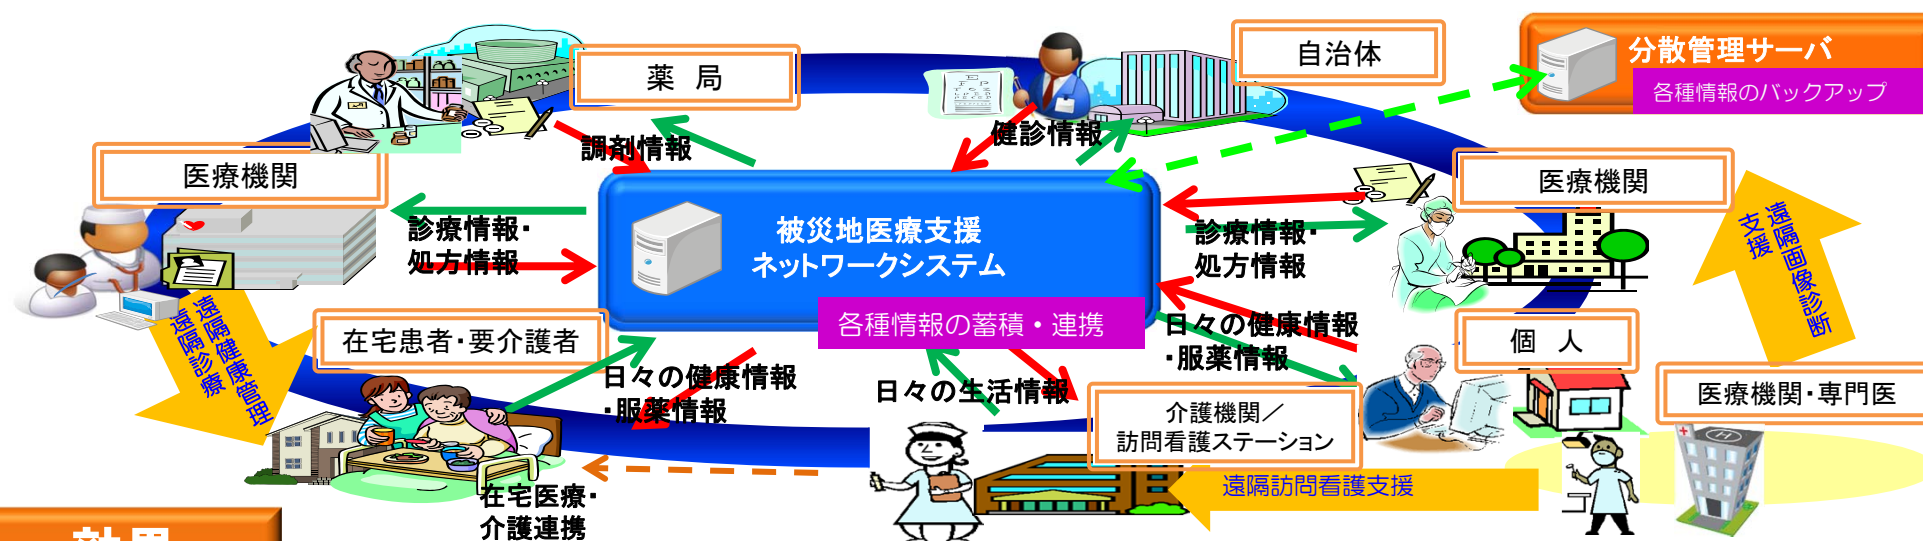 薬 局
自治体
分散管理サーバ
各種情報のバックアップ
調剤情報
健診情報
医療機関
医療機関
診療情報・
処方情報
被災地医療支援
ネットワークシステム
各種情報の蓄積・連携
診療情報・
処方情報
遠隔画像診断
支援
遠隔健康管理
遠隔診療
在宅患者・要介護者
日々の健康情報
・服薬情報
日々の生活情報
日々の健康情報
・服薬情報
個 人
医療機関・専門医
介護機関／
訪問看護ステーション
遠隔訪問看護支援
在宅医療・
介護連携
効果